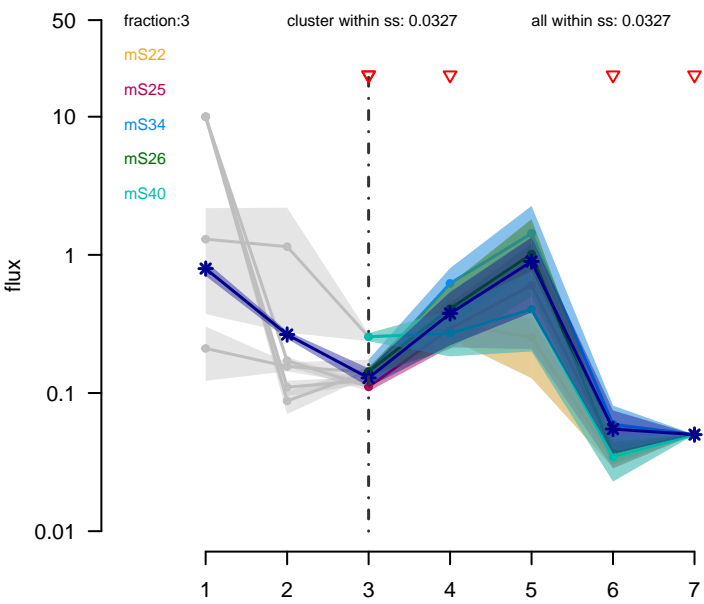 fraction:3 cluster within ss: 0.0327 all within ss: 0.0327
mS22
mS25
mS34
mS26
mS40
flux
50
10
1
0.1
0.01
1 2 3 4 5 6 7